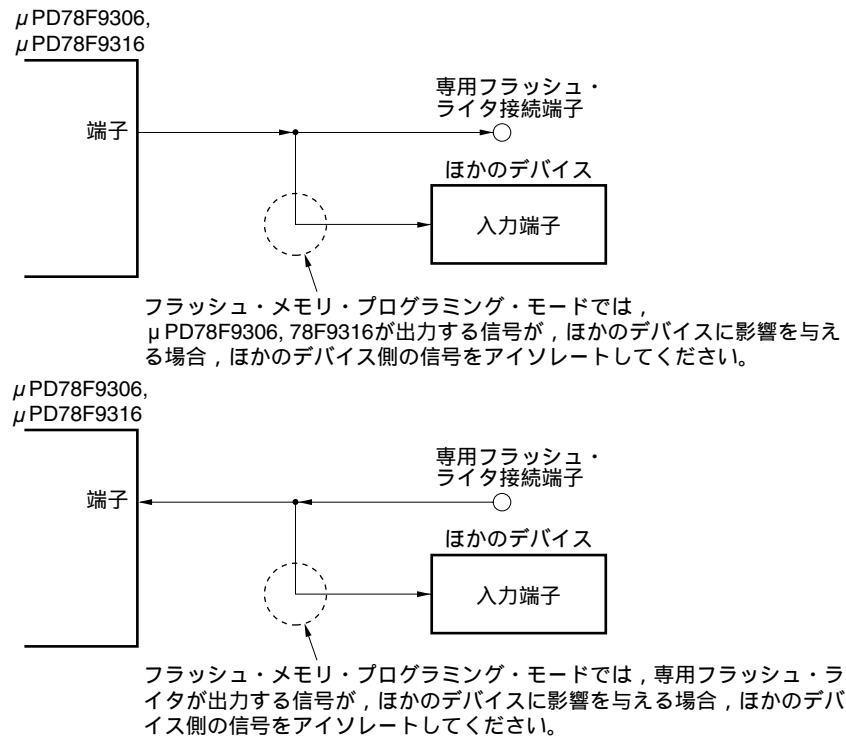 μPD78F9306,
μPD78F9316
専用フラッシュ・
ライタ接続端子
端子
ほかのデバイス
入力端子
フラッシュ・メモリ・プログラミング・モードでは，
μPD78F9306, 78F9316が出力する信号が，ほかのデバイスに影響を与え
る場合，ほかのデバイス側の信号をアイソレートしてください。
μPD78F9306,
μPD78F9316
専用フラッシュ・
ライタ接続端子
端子
ほかのデバイス
入力端子
フラッシュ・メモリ・プログラミング・モードでは，専用フラッシュ・ラ
イタが出力する信号が，ほかのデバイスに影響を与える場合，ほかのデバ
イス側の信号をアイソレートしてください。